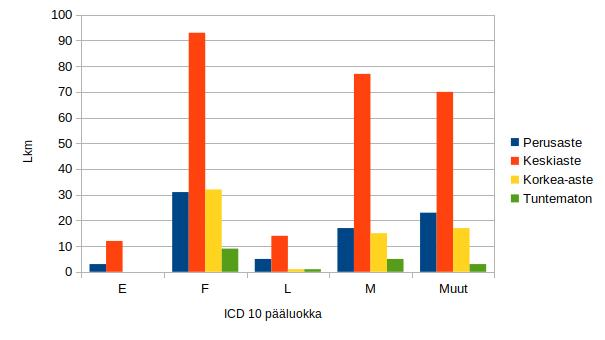 100
90
80
70
60
50
40
30
20
10
0
Lkm
E F L M Muut
ICD 10 pääluokka
Perusaste
Keskiaste
Korkea-aste
Tuntematon